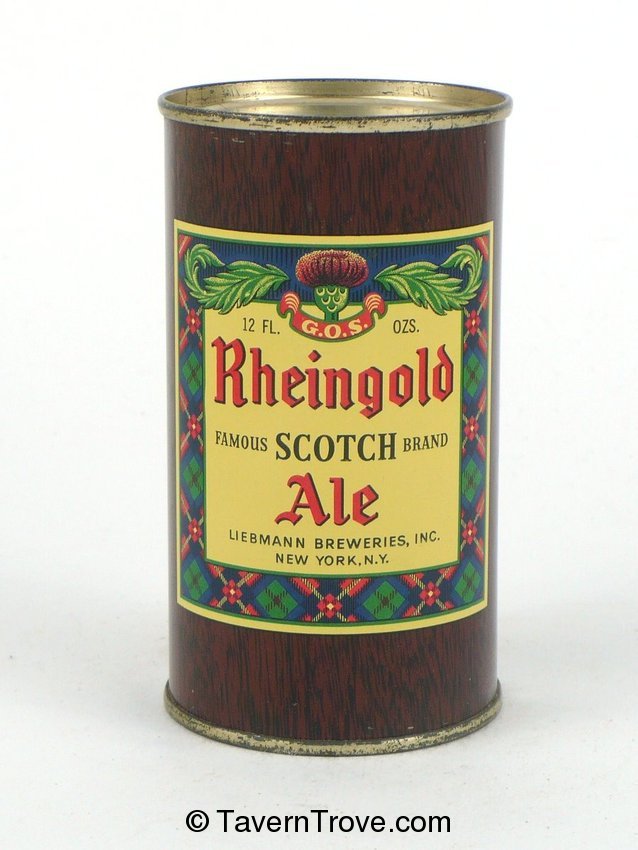 12 FL. G.O.S. OZS.
Rheingold
FAMOUS SCOTCH BRAND
Ale
LIEBMANN BREWERIES, INC.
NEW YORK, N.Y.
© TavernTrove.com